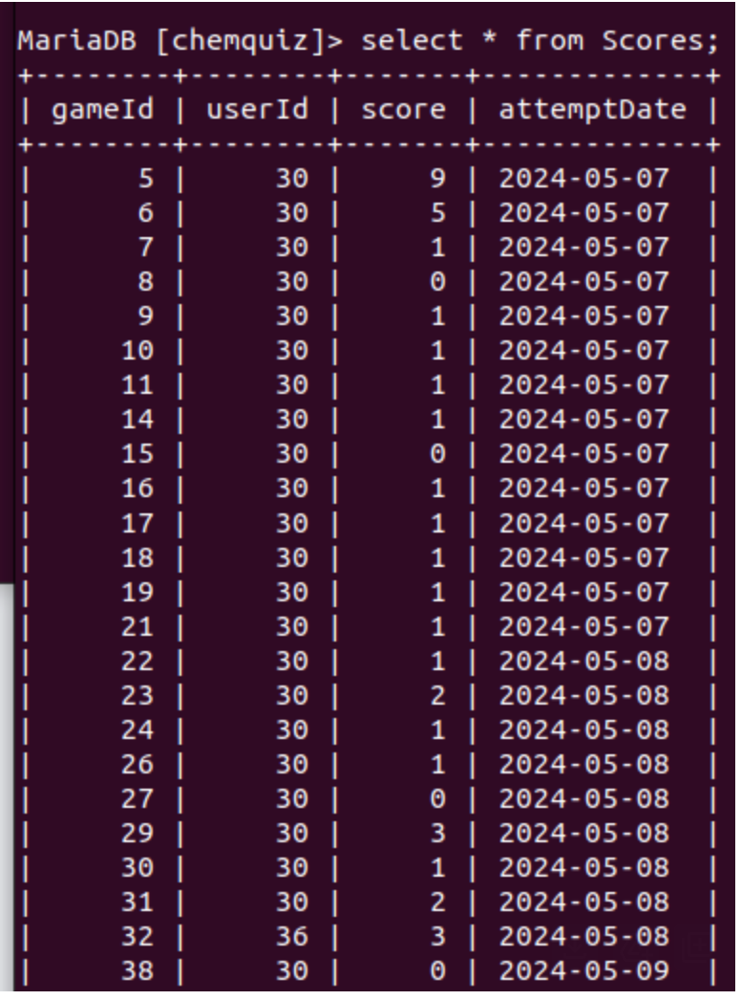 MariaDB [chemquiz]> select * from Scores;
+--------+--------+-------+-------------+
| gameId | userId | score | attemptDate |
+--------+--------+-------+-------------+
|      5 |     30 |     9 | 2024-05-07  |
|      6 |     30 |     5 | 2024-05-07  |
|      7 |     30 |     1 | 2024-05-07  |
|      8 |     30 |     0 | 2024-05-07  |
|      9 |     30 |     1 | 2024-05-07  |
|     10 |     30 |     1 | 2024-05-07  |
|     11 |     30 |     1 | 2024-05-07  |
|     14 |     30 |     1 | 2024-05-07  |
|     15 |     30 |     0 | 2024-05-07  |
|     16 |     30 |     1 | 2024-05-07  |
|     17 |     30 |     1 | 2024-05-07  |
|     18 |     30 |     1 | 2024-05-07  |
|     19 |     30 |     1 | 2024-05-07  |
|     21 |     30 |     1 | 2024-05-07  |
|     22 |     30 |     1 | 2024-05-08  |
|     23 |     30 |     2 | 2024-05-08  |
|     24 |     30 |     1 | 2024-05-08  |
|     26 |     30 |     1 | 2024-05-08  |
|     27 |     30 |     0 | 2024-05-08  |
|     29 |     30 |     3 | 2024-05-08  |
|     30 |     30 |     1 | 2024-05-08  |
|     31 |     30 |     2 | 2024-05-08  |
|     32 |     36 |     3 | 2024-05-08  |
|     38 |     30 |     0 | 2024-05-09  |